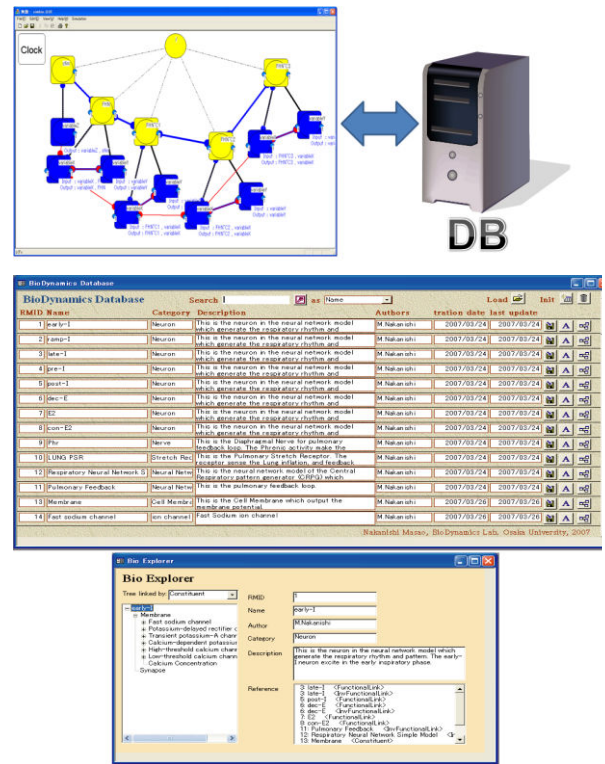 Clock
DB
BioDynamics Database
BioDynamics Database Search as Name Load Init
RMID Name Category Description Authors tration date last update
1 early-I Neuron This is the neuron in the neural network model which generate the respiratory rhythm and M.Nakanishi 2007/03/24 2007/03/24 A
2 ramp-I Neuron This is the neuron in the neural network model which generate the respiratory rhythm and M.Nakanishi 2007/03/24 2007/03/24 A
3 late-I Neuron This is the neuron in the neural network model which generate the respiratory rhythm and M.Nakanishi 2007/03/24 2007/03/24 A
4 pre-I Neuron This is the neuron in the neural network model which generate the respiratory rhythm and M.Nakanishi 2007/03/24 2007/03/24 A
5 post-I Neuron This is the neuron in the neural network model which generate the respiratory rhythm and M.Nakanishi 2007/03/24 2007/03/24 A
6 dec-E Neuron This is the neuron in the neural network model which generate the respiratory rhythm and M.Nakanishi 2007/03/24 2007/03/24 A
7 E2 Neuron This is the neuron in the neural network model which generate the respiratory rhythm and M.Nakanishi 2007/03/24 2007/03/24 A
8 con-E2 Neuron This is the neuron in the neural network model which generate the respiratory rhythm and M.Nakanishi 2007/03/24 2007/03/24 A
9 Phr Nerve This is the Diaphragmal Nerve for pulmonary feedback loop. The Phrenic activity make the M.Nakanishi 2007/03/24 2007/03/24 A
10 LUNG PSR Stretch Rec This is the Pulmonary Stretch Receptor. The receptor sense the Lung inflation, and feedback M.Nakanishi 2007/03/24 2007/03/24 A
12 Respiratory Neural Network S Neural Netw This is the neural network model of the Central Respiratory pattern generator (CRPG) which M.Nakanishi 2007/03/24 2007/03/24 A
11 Pulmonary Feedback Neural Netw This is the pulmonary feedback loop. M.Nakanishi 2007/03/24 2007/03/24 A
13 Membrane Cell Membra This is the Cell Membrane which output the membrane potential. M.Nakanishi 2007/03/26 2007/03/26 A
14 fast sodium channel ion channel Fast Sodium ion channel M.Nakanishi 2007/03/26 2007/03/26 A
Nakanishi Masao, BioDynamics Lab. Osaka University, 2007
Bio Explorer
Bio Explorer
Tree linked by: Constituent
early-I
Membrane
Fast sodium channel
Potassium-delayed rectifier c
Transient potassium-A chann
Calcium-dependent potassiun
High-threshold calcium chann
Low-threshold calcium chann
Calcium Concentration
Synapse
RMID 1
Name early-I
Author M.Nakanishi
Category Neuron
Description This is the neuron in the neural network model which generate the respiratory rhythm and pattern. The early-I neuron excite in the early inspiratory phase.
Reference
3: late-I <FunctionalLink>
3: late-I <InvFunctionalLink>
5: post-I <FunctionalLink>
6: dec-E <FunctionalLink>
6: dec-E <InvFunctionalLink>
7: E2 <FunctionalLink>
8: con-E2 <FunctionalLink>
11: Pulmonary Feedback <InvFunctionalLink>
12: Respiratory Neural Network Simple Model
13: Membrane <Constituent>